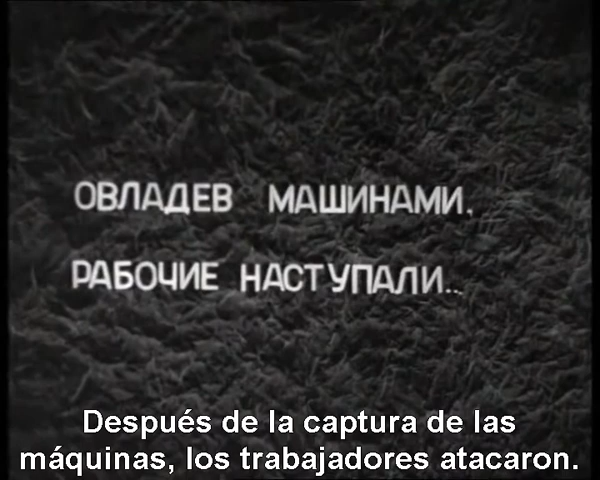 ОВЛАДЕВ МАШИНАМИ,
РАБОЧИЕ НАСТУПАЛИ...
Después de la captura de las
máquinas, los trabajadores atacaron.